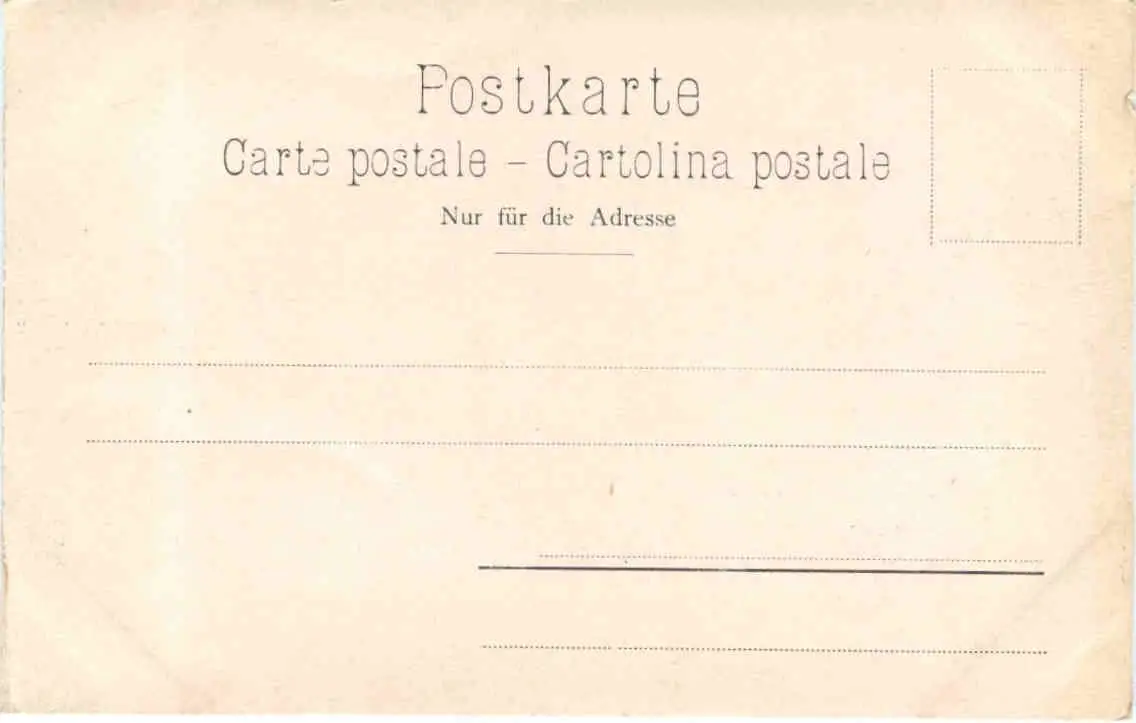 Postkarte
Carte postale – Cartolina postale
Nur für die Adresse